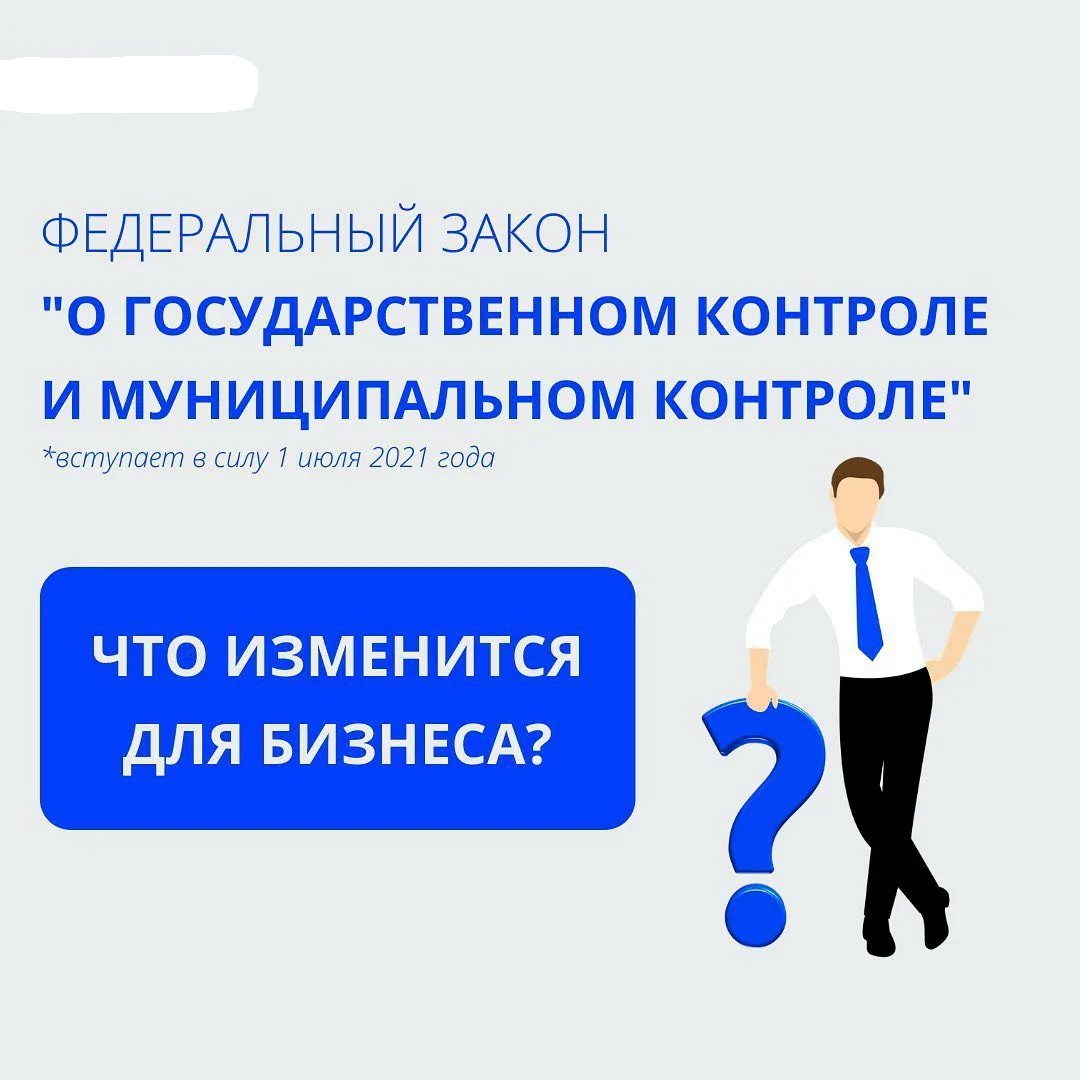 ФЕДЕРАЛЬНЫЙ ЗАКОН
"О ГОСУДАРСТВЕННОМ КОНТРОЛЕ
И МУНИЦИПАЛЬНОМ КОНТРОЛЕ"
*вступает в силу 1 июля 2021 года
ЧТО ИЗМЕНИТСЯ
ДЛЯ БИЗНЕСА?